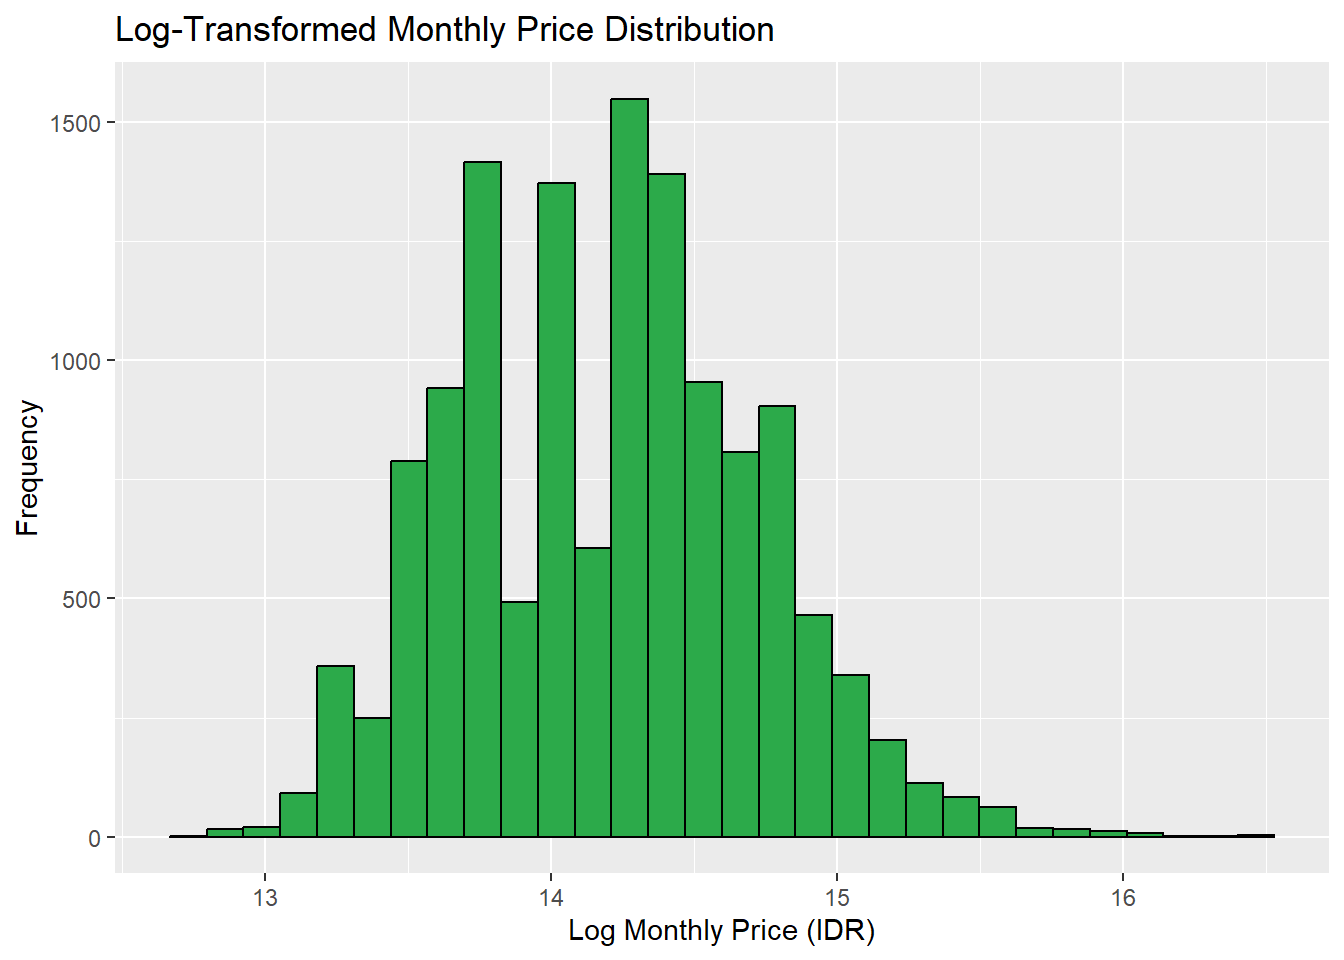 Log-Transformed Monthly Price Distribution
1500
1000
500
0
Frequency
13 14 15 16
Log Monthly Price (IDR)